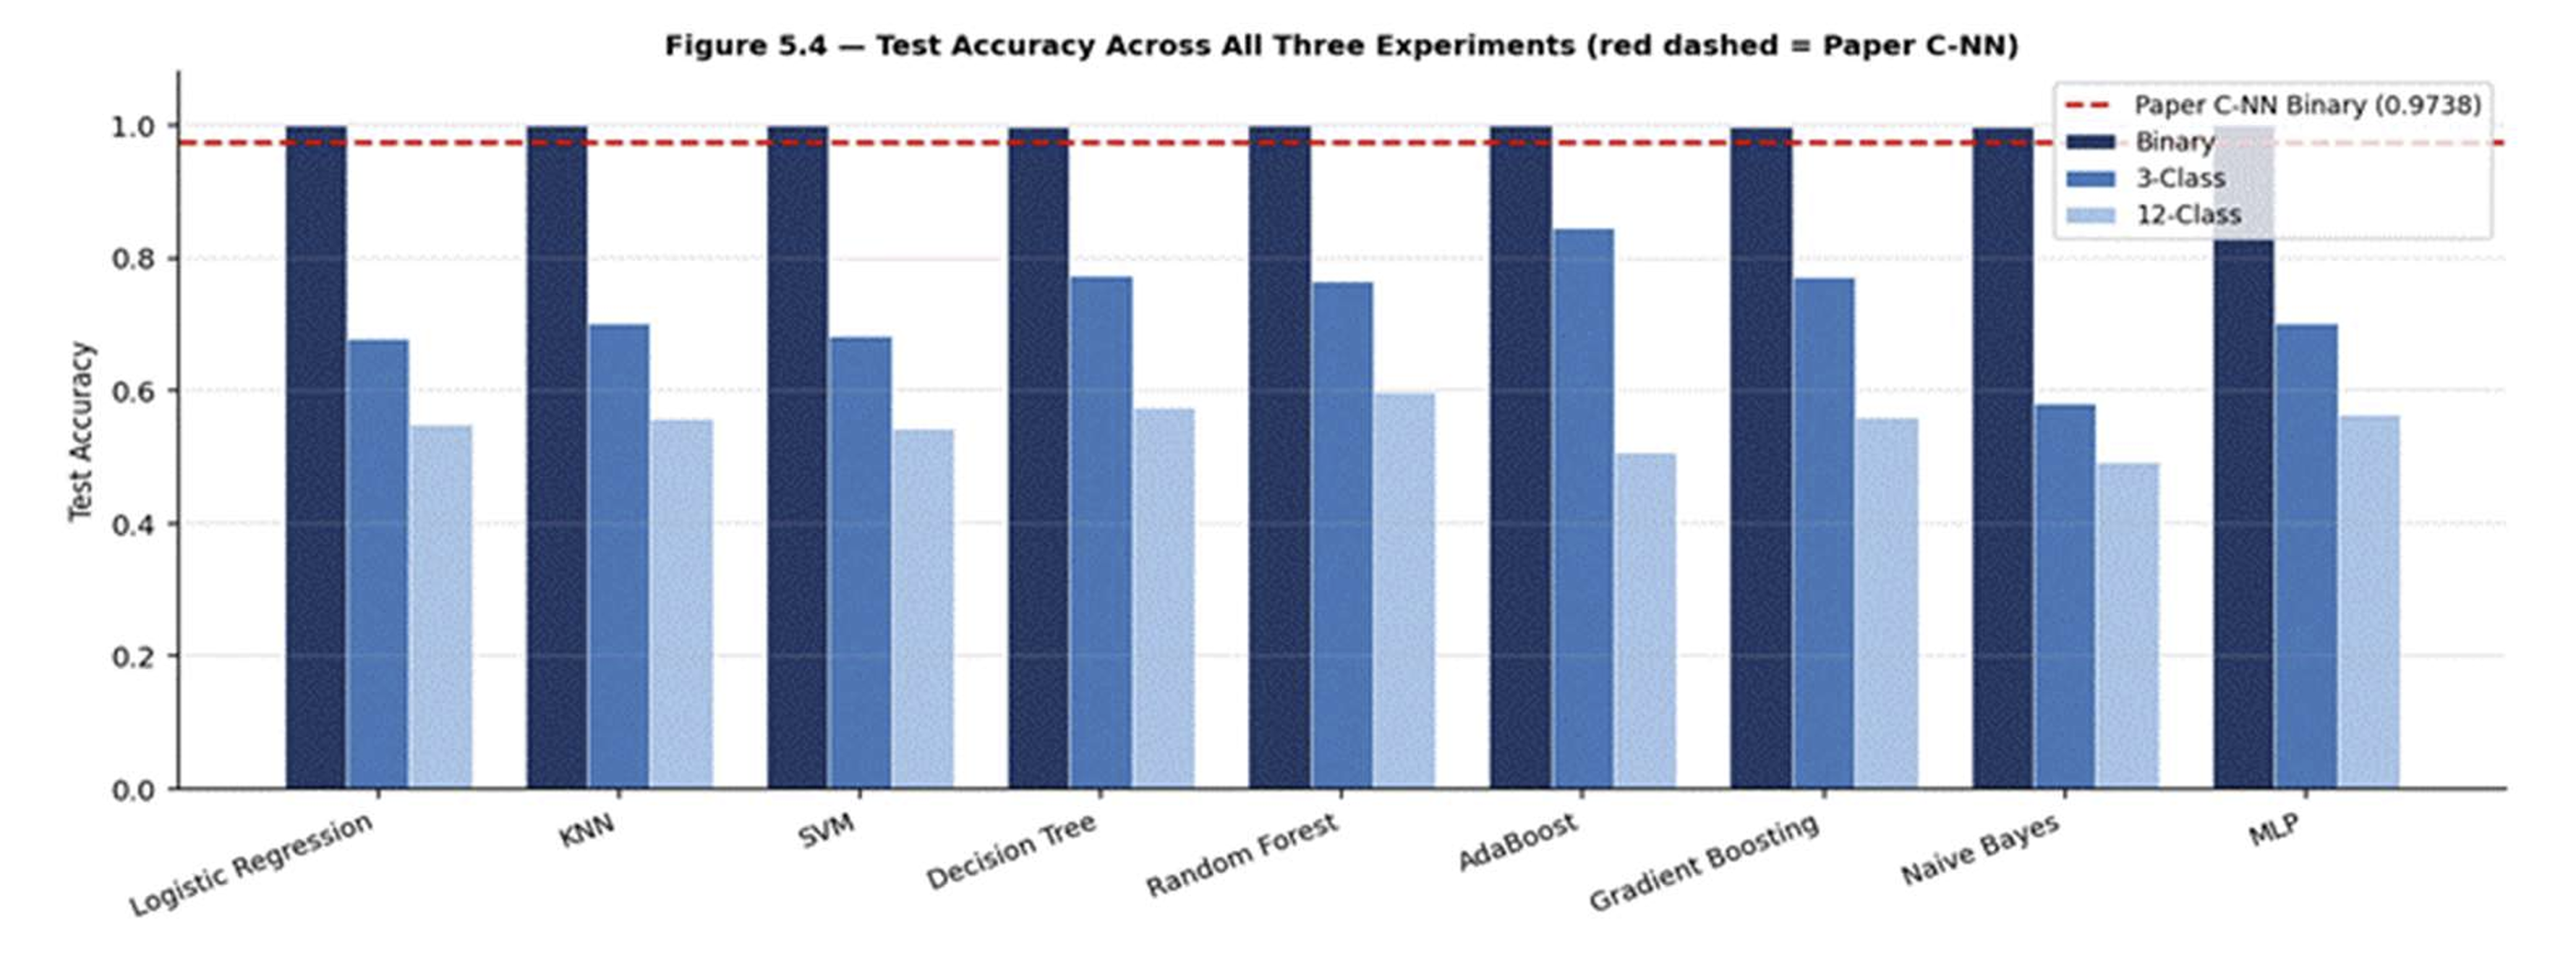 Figure 5.4 — Test Accuracy Across All Three Experiments (red dashed = Paper C-NN)
Paper C-NN Binary (0.9738)
Binary
3-Class
12-Class
Test Accuracy
1.0
0.8
0.6
0.4
0.2
0.0
Logistic Regression
KNN
SVM
Decision Tree
Random Forest
AdaBoost
Gradient Boosting
Naive Bayes
MLP